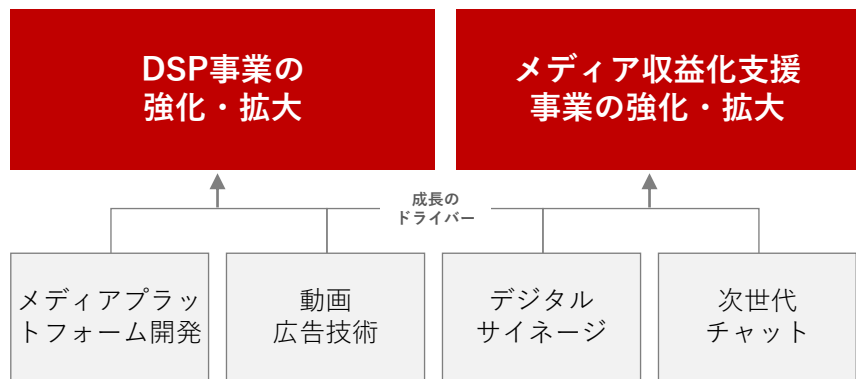 DSP事業の
強化・拡大
メディア収益化支援
事業の強化・拡大
成長の
ドライバー
メディアプラッ
トフォーム開発
動画
広告技術
デジタル
サイネージ
次世代
チャット